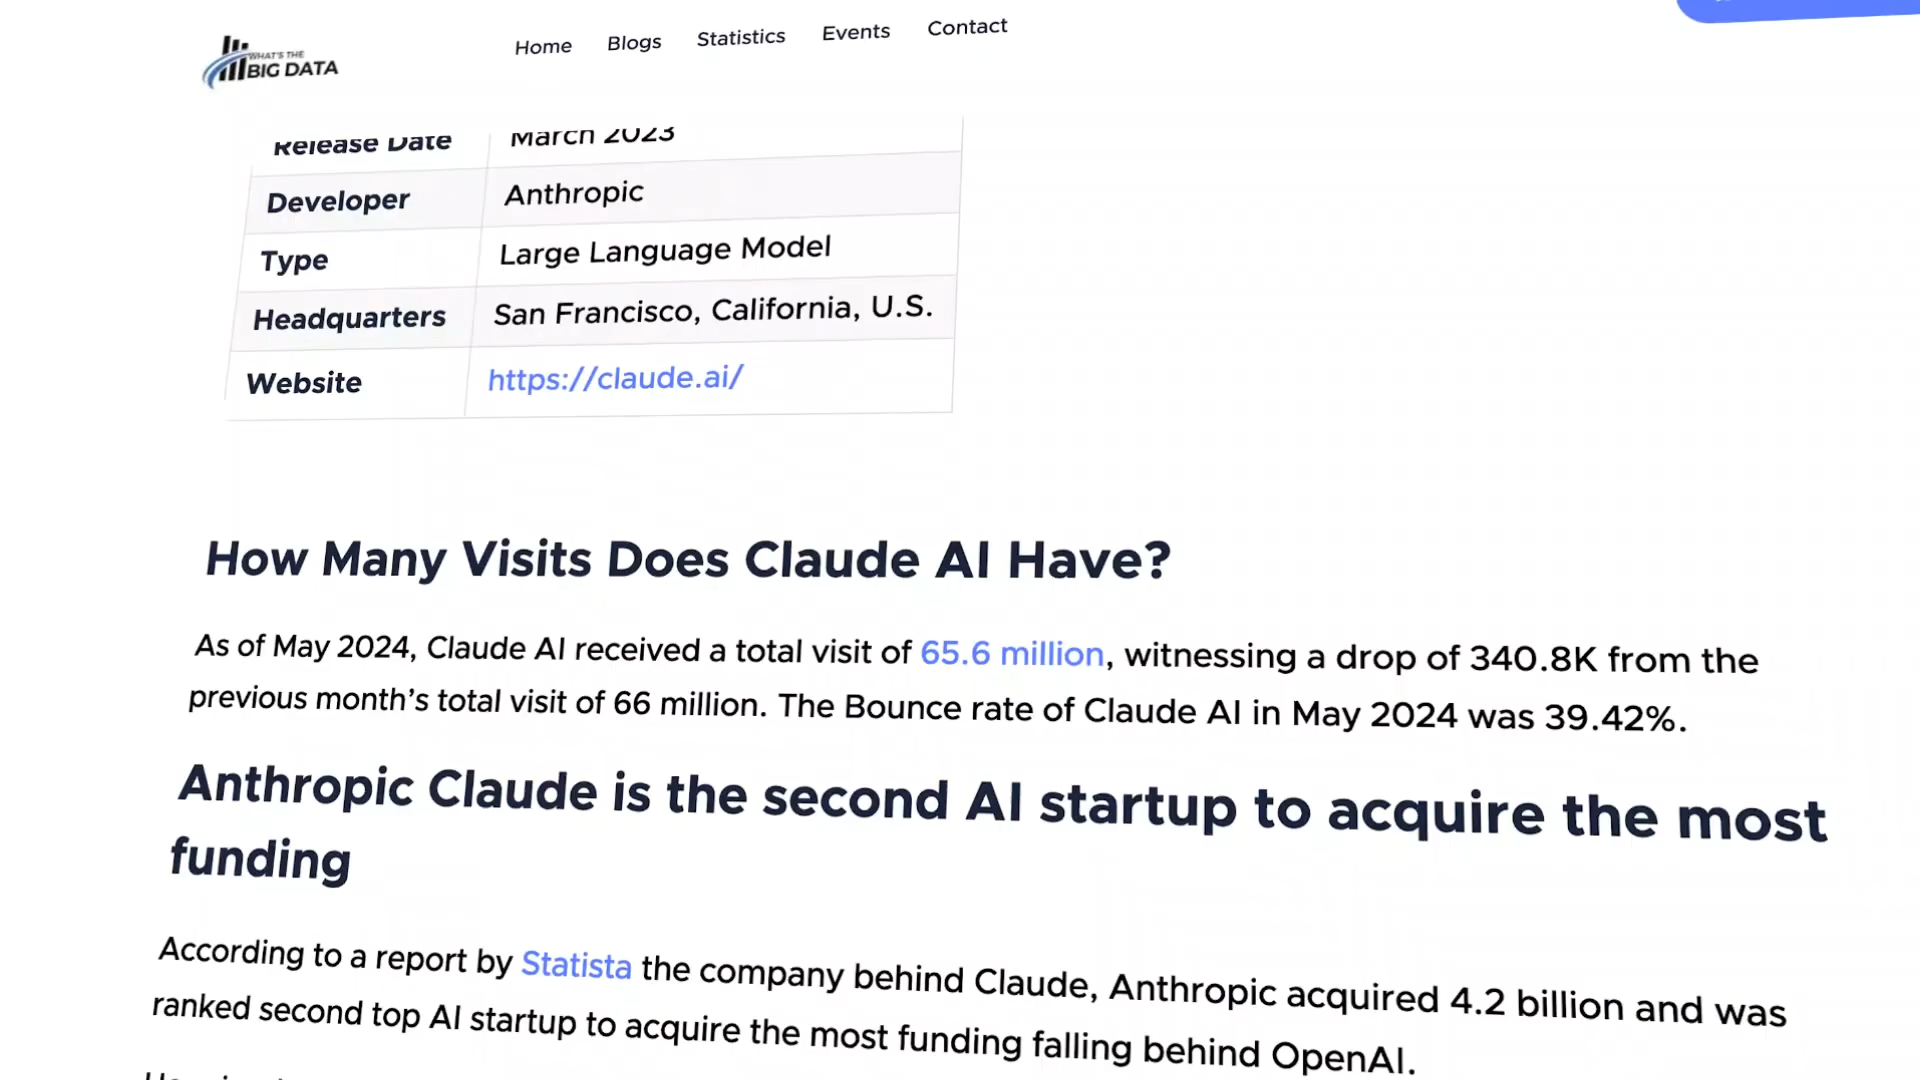 WHAT'S THE
BIG DATA
Home Blogs Statistics Events Contact
Release Date March 2023
Developer Anthropic
Type Large Language Model
Headquarters San Francisco, California, U.S.
Website https://claude.ai/
How Many Visits Does Claude AI Have?
As of May 2024, Claude AI received a total visit of 65.6 million, witnessing a drop of 340.8K from the
previous month's total visit of 66 million. The Bounce rate of Claude AI in May 2024 was 39.42%.
Anthropic Claude is the second AI startup to acquire the most
funding
According to a report by Statista the company behind Claude, Anthropic acquired 4.2 billion and was
ranked second top AI startup to acquire the most funding falling behind OpenAI.